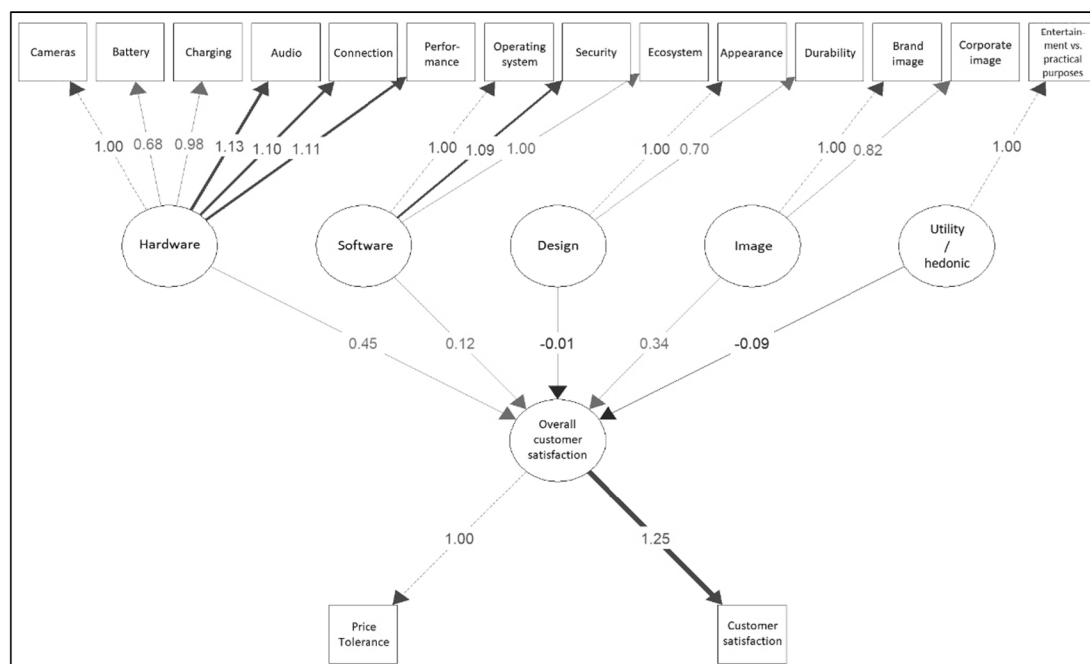 Cameras
Battery
Charging
Audio
Connection
Perfor-
mance
Operating
system
Security
Ecosystem
Appearance
Durability
Brand
image
Corporate
image
Entertain-
ment vs.
practical
purposes
1.00
0.68
0.98
1.13
1.10
1.11
1.00
1.09
1.00
1.00
0.70
1.00
0.82
1.00
Hardware
Software
Design
Image
Utility
/
hedonic
0.45
0.12
-0.01
0.34
-0.09
Overall
customer
satisfaction
1.00
1.25
Price
Tolerance
Customer
satisfaction